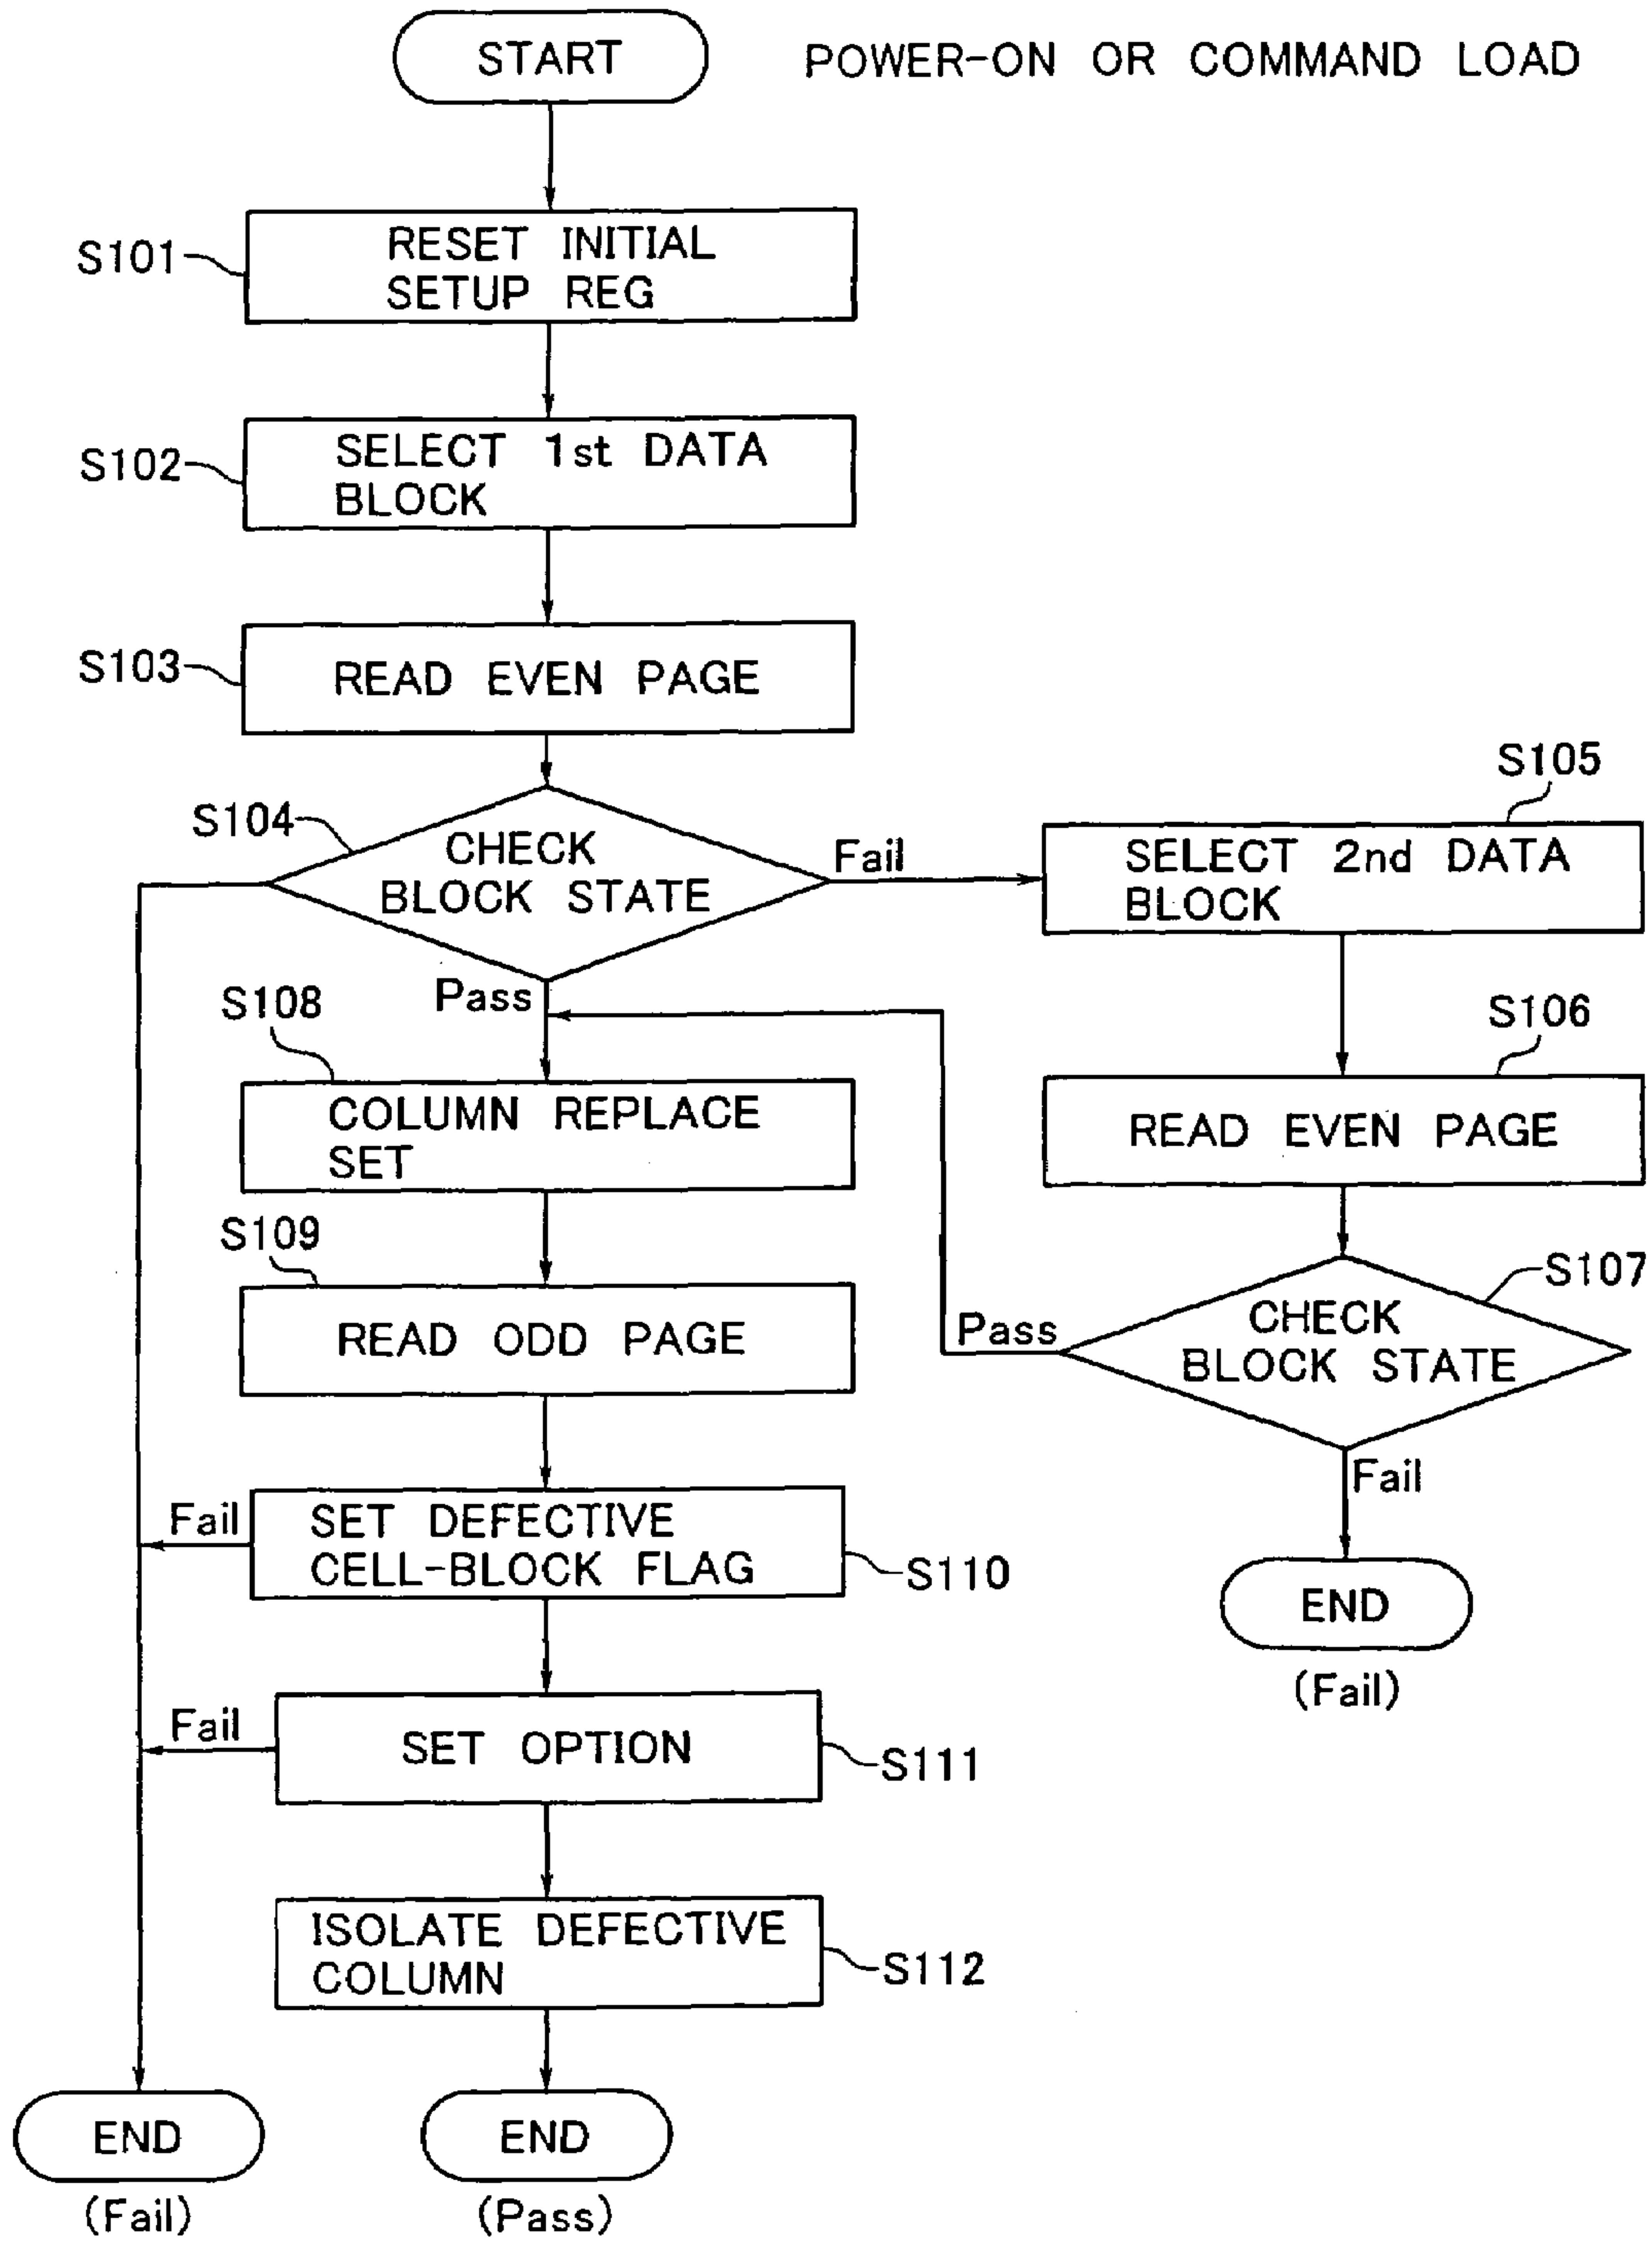 START
POWER-ON OR COMMAND LOAD
S101
RESET INITIAL
SETUP REG
S102
SELECT 1st DATA
BLOCK
S103
READ EVEN PAGE
S104
CHECK
BLOCK STATE
Fail
Pass
S105
SELECT 2nd DATA
BLOCK
S106
READ EVEN PAGE
S107
CHECK
BLOCK STATE
Pass
Fail
END
(Fail)
S108
COLUMN REPLACE
SET
S109
READ ODD PAGE
Fail
SET DEFECTIVE
CELL-BLOCK FLAG
S110
Fail
SET OPTION
S111
ISOLATE DEFECTIVE
COLUMN
S112
END
(Fail)
END
(Pass)